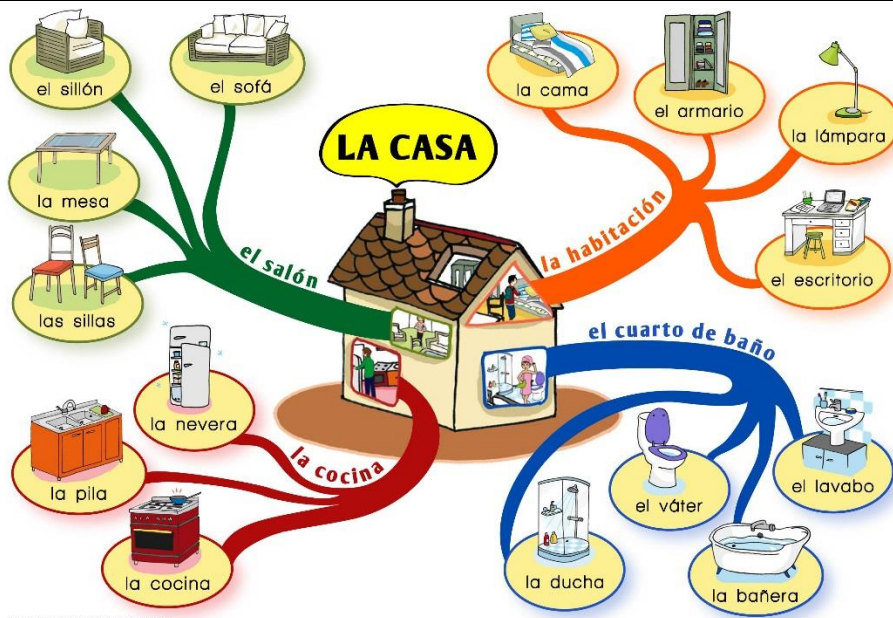 LA CASA
el salón
el sillón
el sofá
la mesa
las sillas
la habitación
la cama
el armario
la lámpara
el escritorio
la cocina
la nevera
la pila
la cocina
el cuarto de baño
la ducha
el váter
la bañera
el lavabo